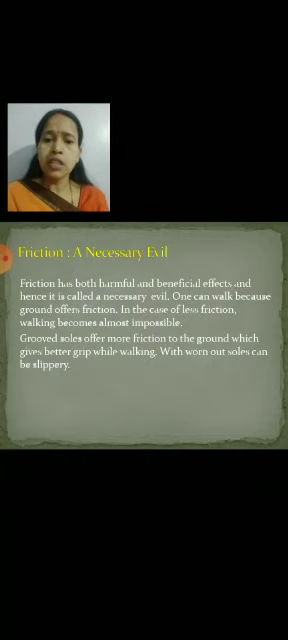 Friction : A Necessary Evil
Friction has both harmful and beneficial effects and
hence it is called a necessary evil. One can walk because
ground offers friction. In the case of less friction,
walking becomes almost impossible.
Grooved soles offer more friction to the ground which
gives better grip while walking. With worn out soles can
be slippery.